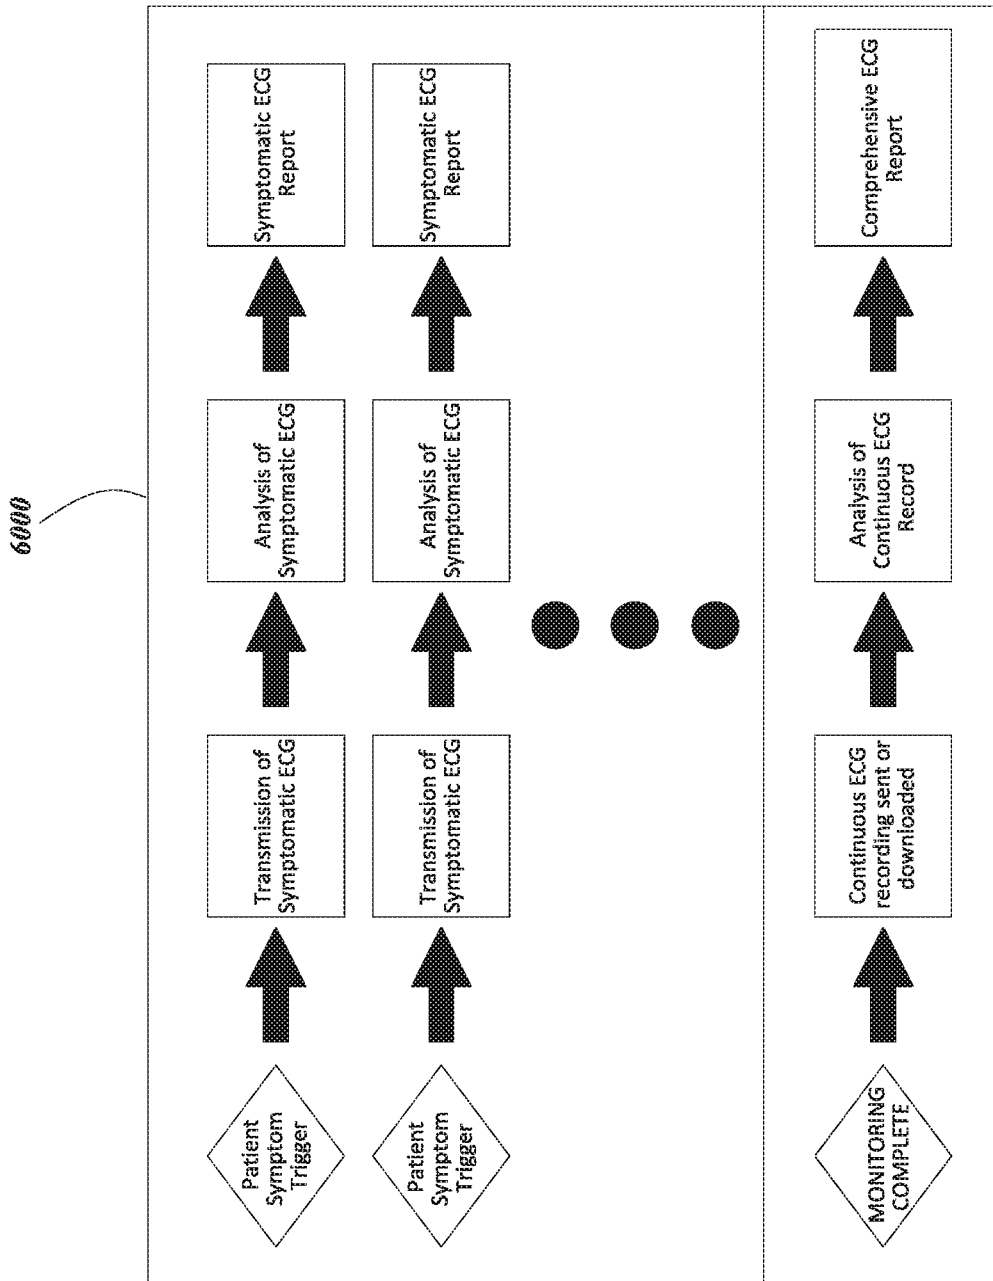 6000
Patient
Symptom
Trigger
Transmission of
Symptomatic ECG
Analysis of
Symptomatic ECG
Symptomatic ECG
Report
Patient
Symptom
Trigger
Transmission of
Symptomatic ECG
Analysis of
Symptomatic ECG
Symptomatic ECG
Report
MONITORING
COMPLETE
Continuous ECG
recording sent or
downloaded
Analysis of
Continuous ECG
Record
Comprehensive ECG
Report